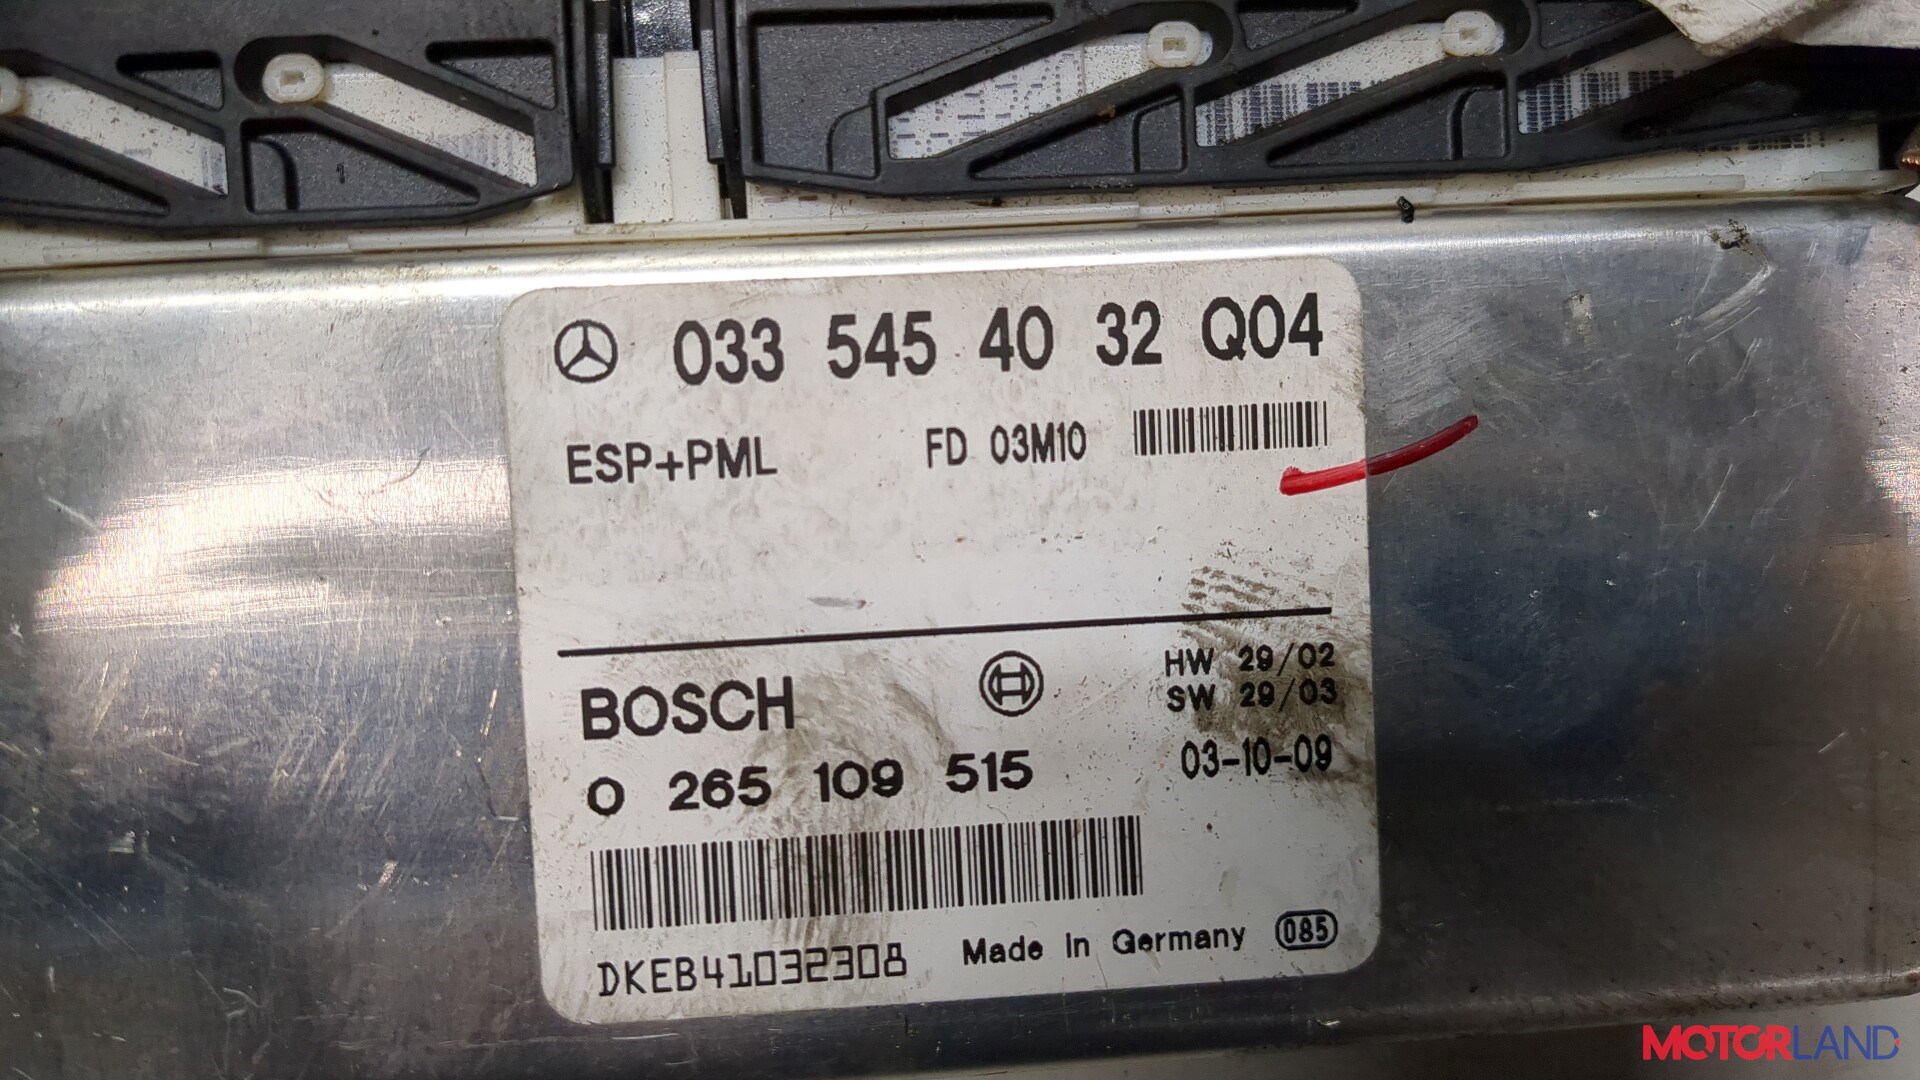 033 545 40 32 Q04
ESP+PML FD 03M10
BOSCH HW 29/02
SW 29/03
0 265 109 515 03-10-09
DKEB41032308 Made in Germany 085
MOTORLAND